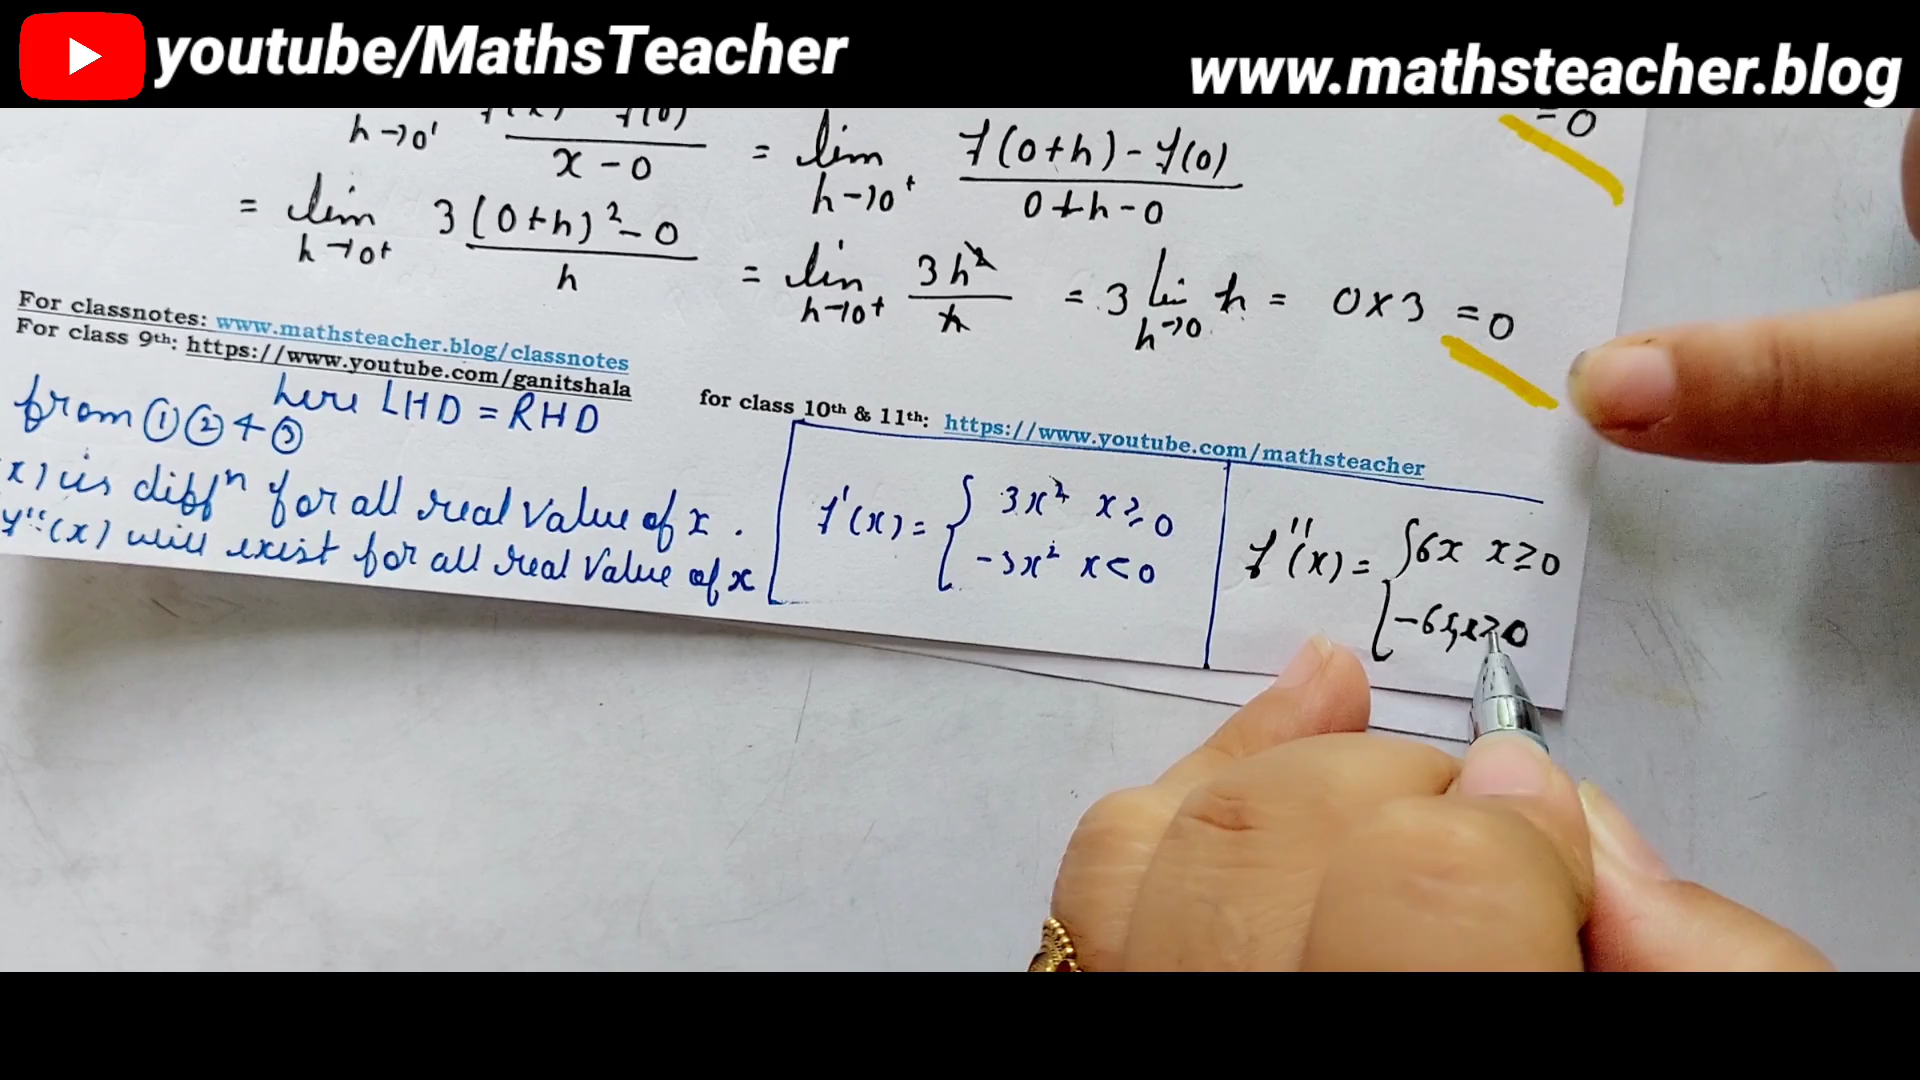 youtube/MathsTeacher
www.mathsteacher.blog
= 0
h→0⁺ f(x) f(0) / x - 0 = lim h→0⁺ f(0+h) - f(0) / 0+h-0
= lim h→0⁺ 3(0+h)² - 0 / h = lim h→0⁺ 3h² / h = 3 lim h→0 h = 0×3 = 0
For classnotes: www.mathsteacher.blog/classnotes
For class 9th: https://www.youtube.com/ganitshala
for class 10th & 11th: https://www.youtube.com/mathsteacher
here LHD = RHD
from ① ② + ③
x) is diffⁿ for all real value of x.
f''(x) will exist for all real value of x
f'(x) = { 3x² x≥0
-3x² x<0
f''(x) = { 6x x≥0
-6x, x≥0